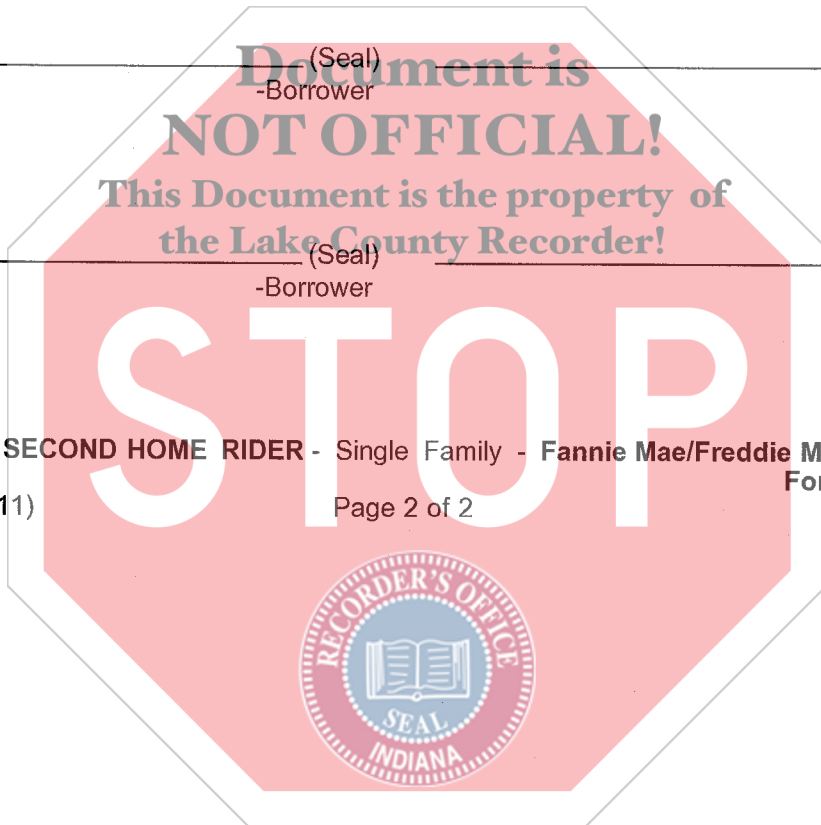 Document is
(Seal)
-Borrower
NOT OFFICIAL!
This Document is the property of
the Lake County Recorder!
(Seal)
-Borrower
STOP
SECOND HOME RIDER - Single Family - Fannie Mae/Freddie M
For
11) Page 2 of 2
RECORDER'S OFFICE
SEAL
INDIANA